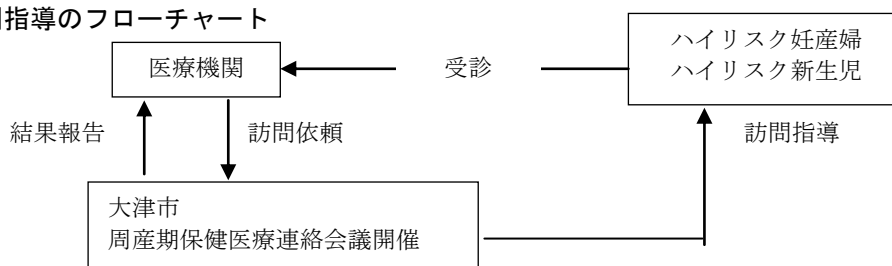 指導のフローチャート
医療機関
受診
ハイリスク妊産婦
ハイリスク新生児
結果報告
訪問依頼
訪問指導
大津市
周産期保健医療連絡会議開催